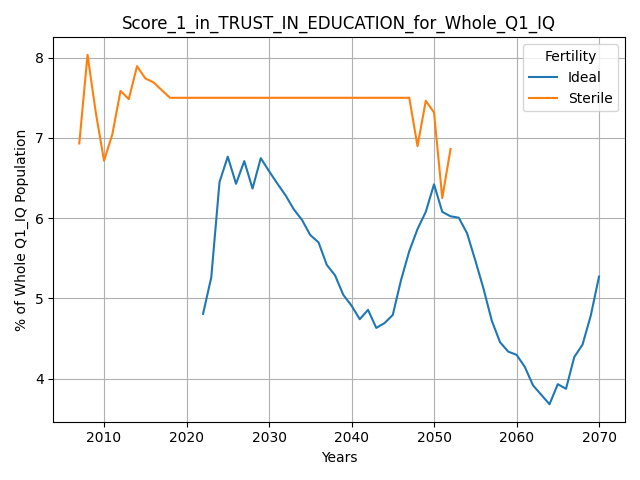 Score_1_in_TRUST_IN_EDUCATION_for_Whole_Q1_IQ
Fertility
Ideal
Sterile
% of Whole Q1_IQ Population
8
7
6
5
4
2010 2020 2030 2040 2050 2060 2070
Years